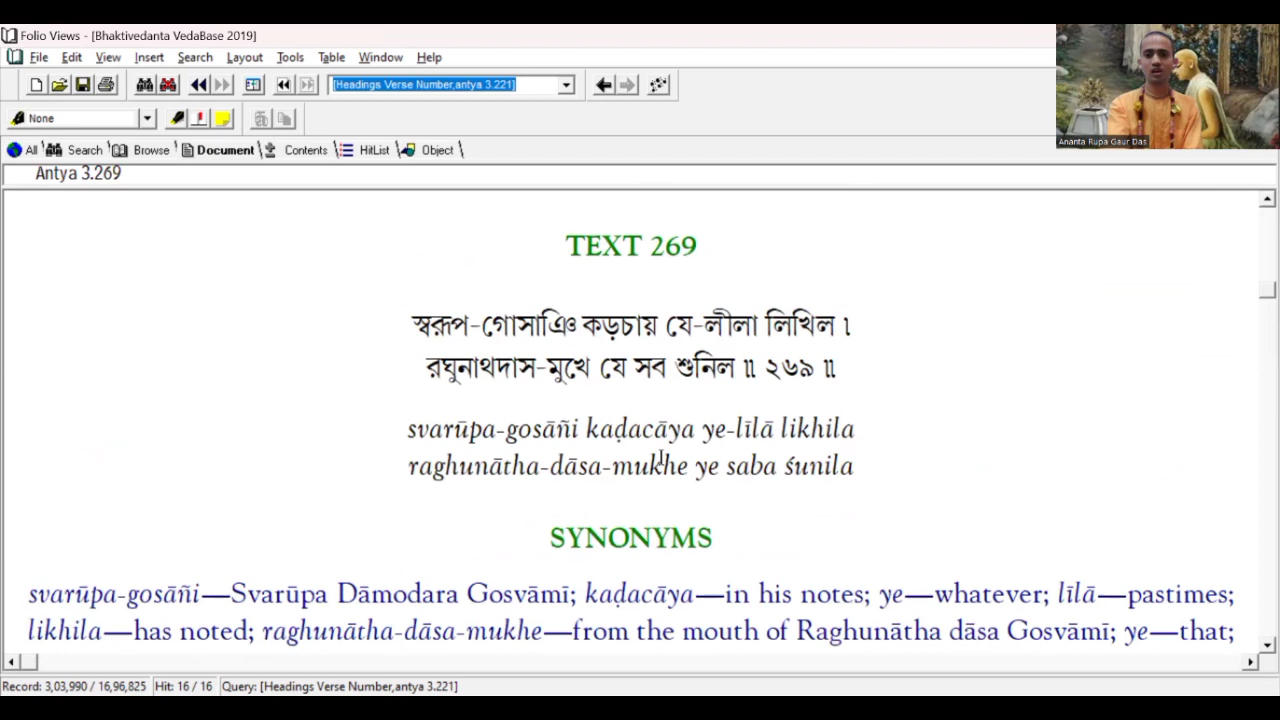 Folio Views - [Bhaktivedanta VedaBase 2019]
File Edit View Insert Search Layout Tools Table Window Help
[Headings Verse Number,antya 3.221]
None
All Search Browse Document Contents HitList Object
Antya 3.269
Ananta Rupa Gaur Das
TEXT 269
স্বরূপ-গোসাঞি কড়চায় যে-লীলা লিখিল ৷
রঘুনাথদাস-মুখে যে সব শুনিল ৷৷ ২৬৯ ৷৷
svarūpa-gosāñi kaḍacāya ye-līlā likhila
raghunātha-dāsa-mukhe ye saba śunila
SYNONYMS
svarūpa-gosāñi—Svarūpa Dāmodara Gosvāmī; kaḍacāya—in his notes; ye—whatever; līlā—pastimes;
likhila—has noted; raghunātha-dāsa-mukhe—from the mouth of Raghunātha dāsa Gosvāmī; ye—that;
Record: 3,03,990 / 16,96,825 Hit: 16 / 16 Query: [Headings Verse Number,antya 3.221]